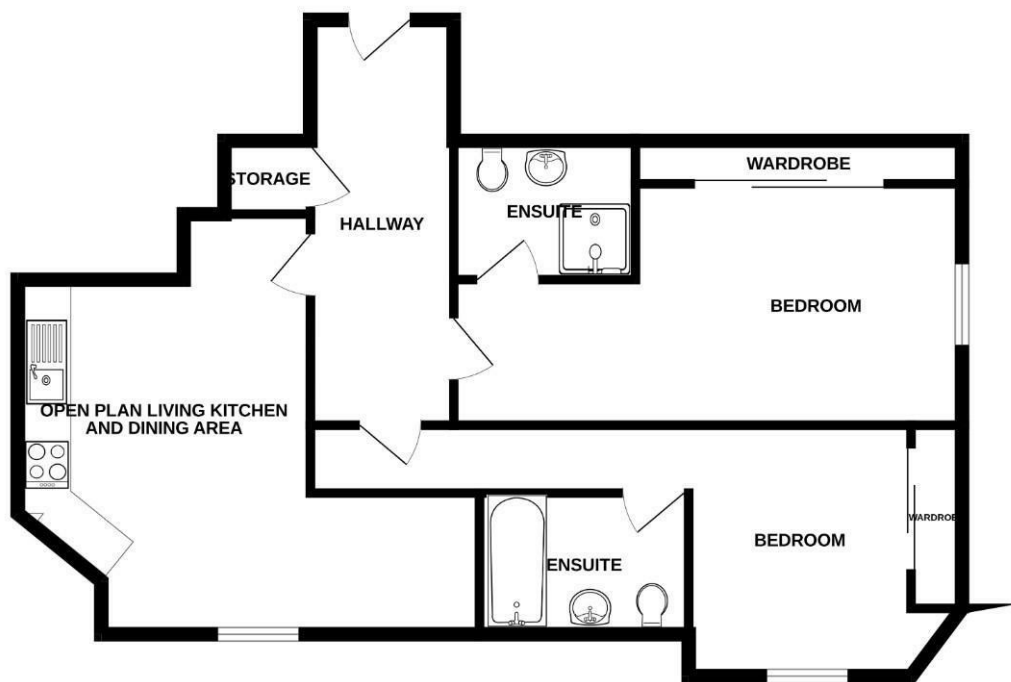 WARDROBE
STORAGE
ENSUITE
HALLWAY
BEDROOM
OPEN PLAN LIVING KITCHEN
AND DINING AREA
WARDROBE
BEDROOM
ENSUITE